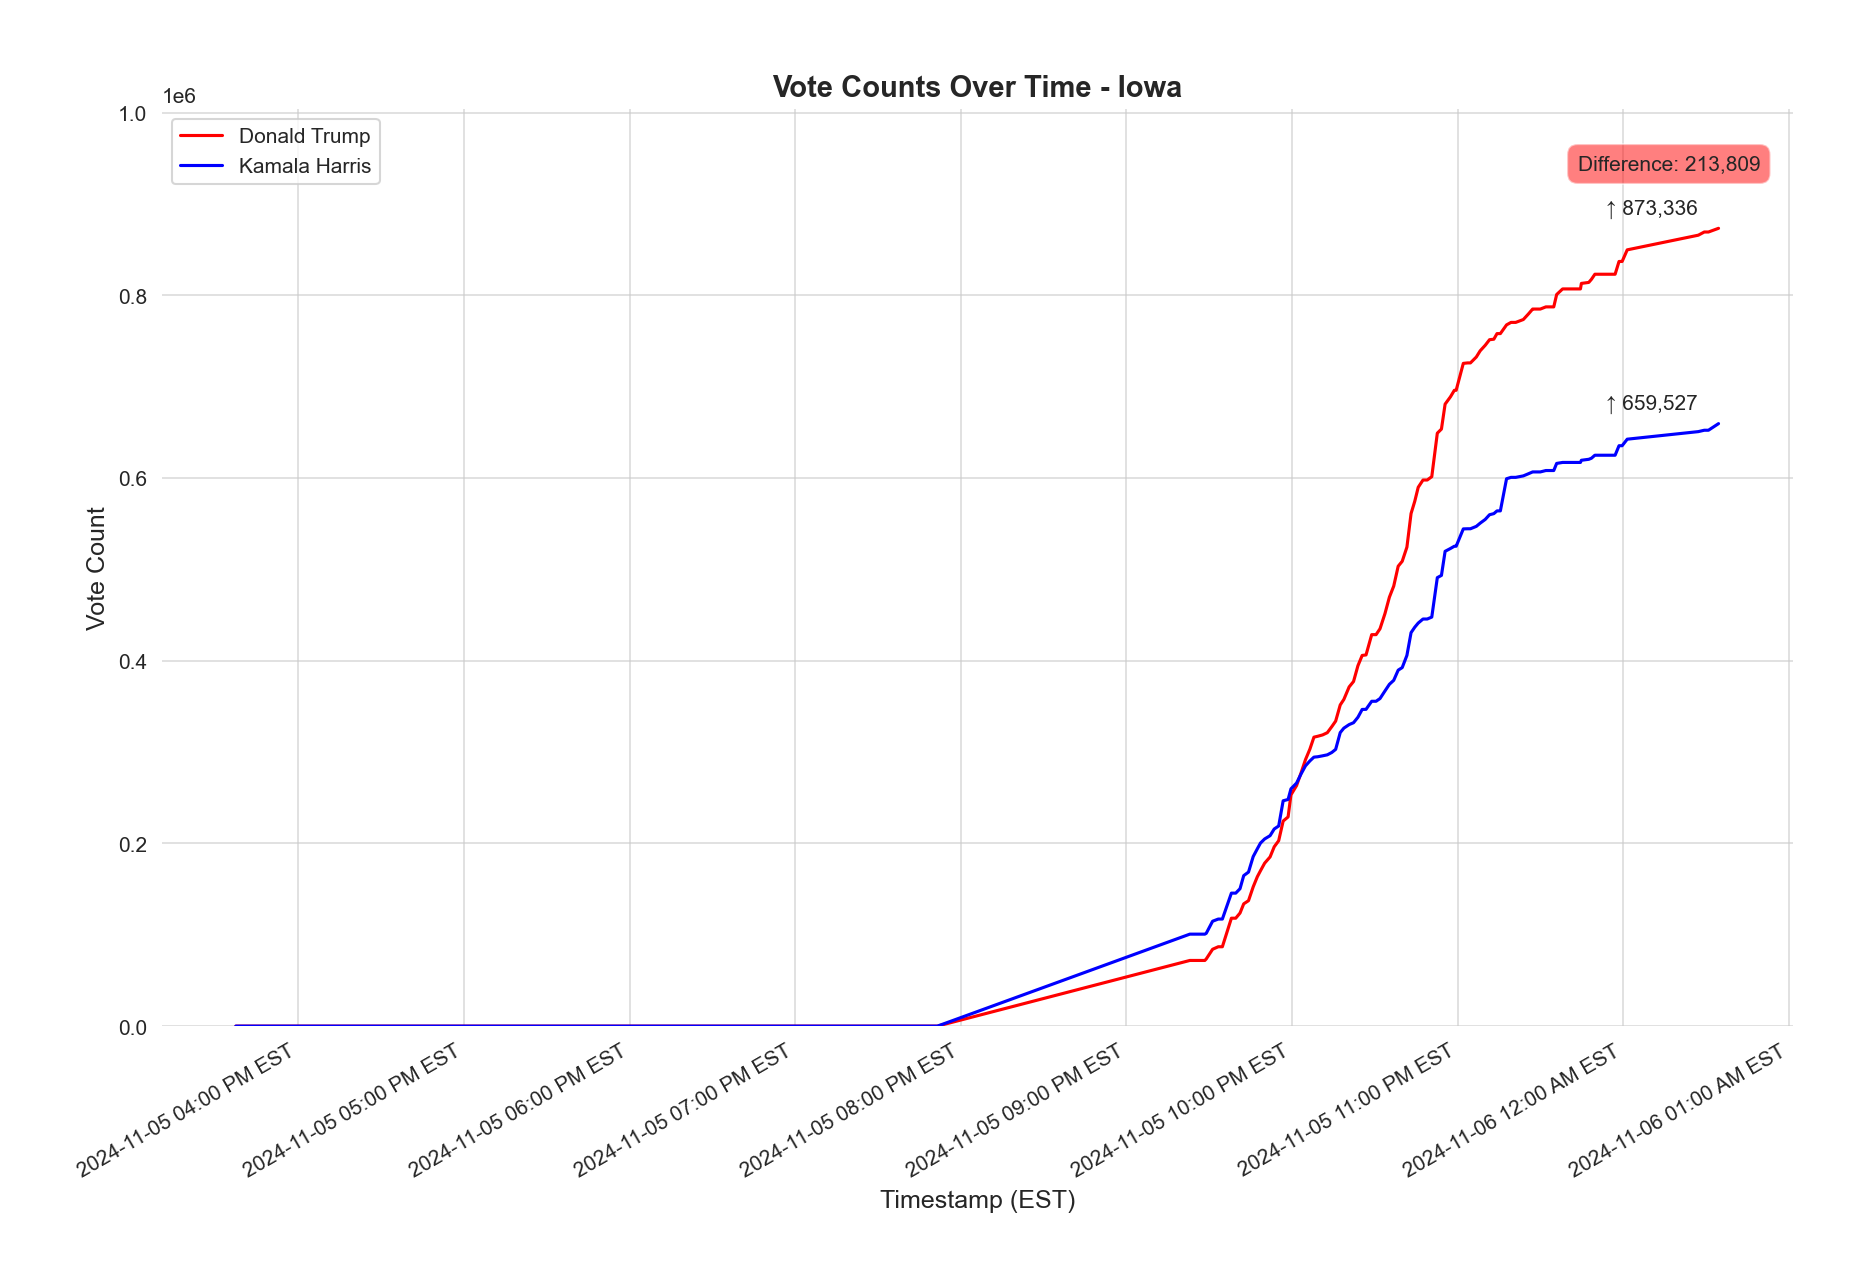 Vote Counts Over Time - Iowa
1e6
1.0
0.8
0.6
0.4
0.2
0.0
Vote Count
Donald Trump
Kamala Harris
Difference: 213,809
↑ 873,336
↑ 659,527
2024-11-05 04:00 PM EST
2024-11-05 05:00 PM EST
2024-11-05 06:00 PM EST
2024-11-05 07:00 PM EST
2024-11-05 08:00 PM EST
2024-11-05 09:00 PM EST
2024-11-05 10:00 PM EST
2024-11-05 11:00 PM EST
2024-11-06 12:00 AM EST
2024-11-06 01:00 AM EST
Timestamp (EST)